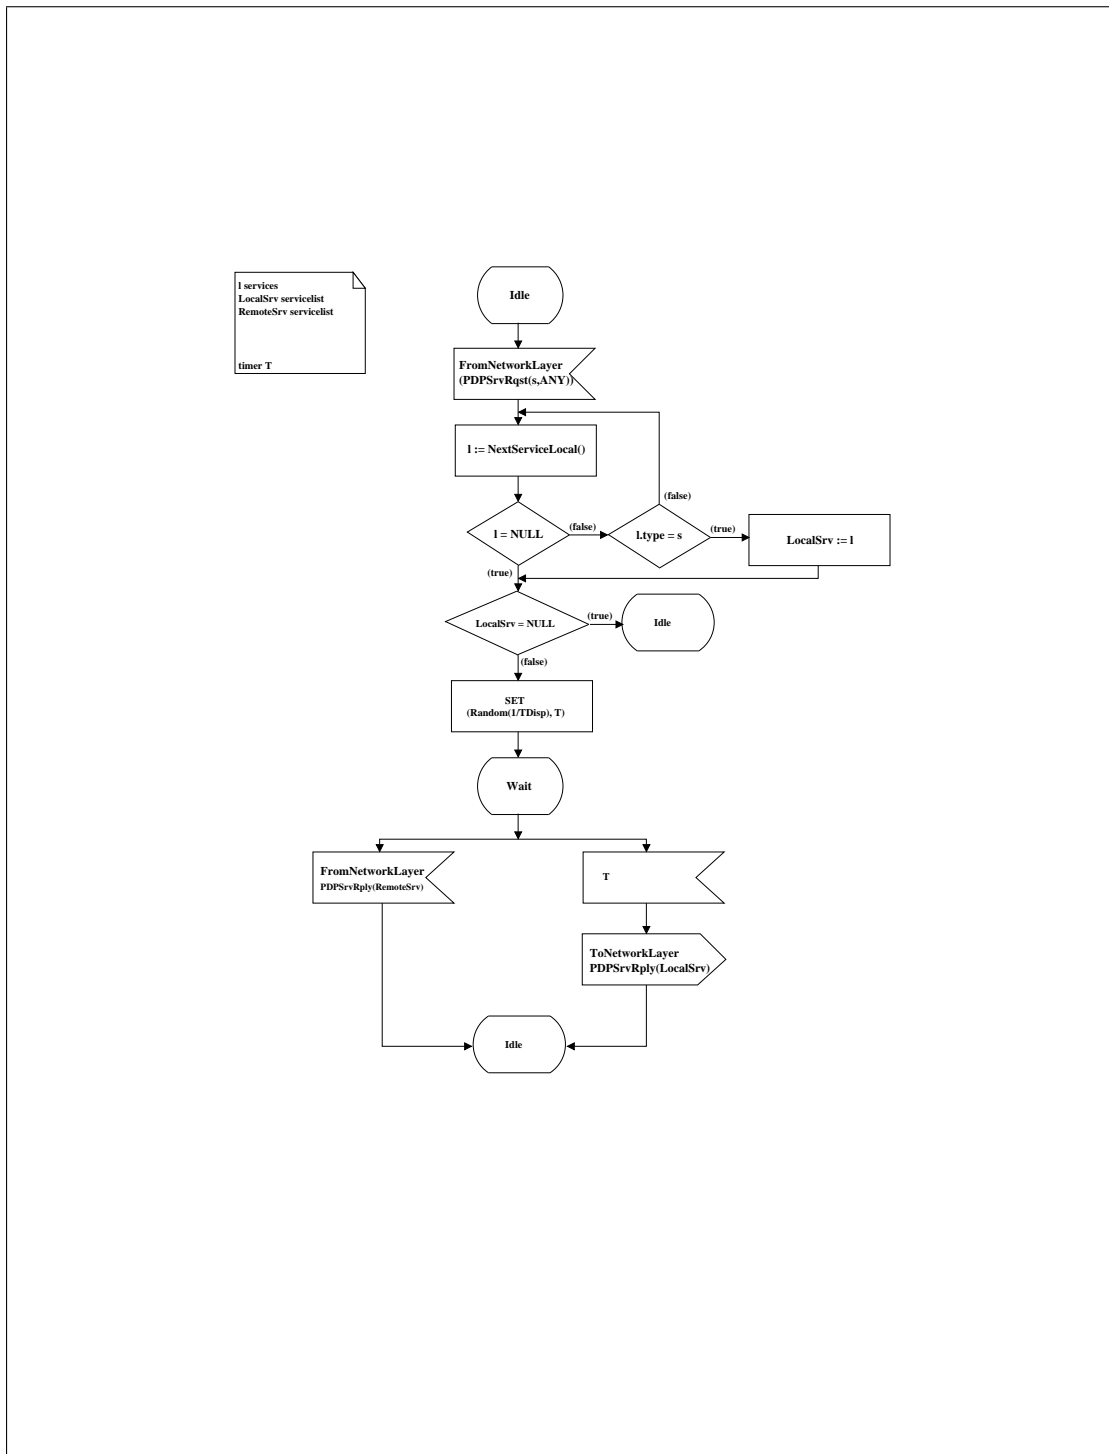 l services
LocalSrv servicelist
RemoteSrv servicelist
timer T
Idle
FromNetworkLayer
(PDPSrvRqst(s,ANY))
l := NextServiceLocal()
(false)
l = NULL
(false)
l.type = s
(true)
LocalSrv := l
(true)
LocalSrv = NULL
(true)
Idle
(false)
SET
(Random(1/TDisp), T)
Wait
FromNetworkLayer
PDPSrvRply(RemoteSrv)
T
ToNetworkLayer
PDPSrvRply(LocalSrv)
Idle